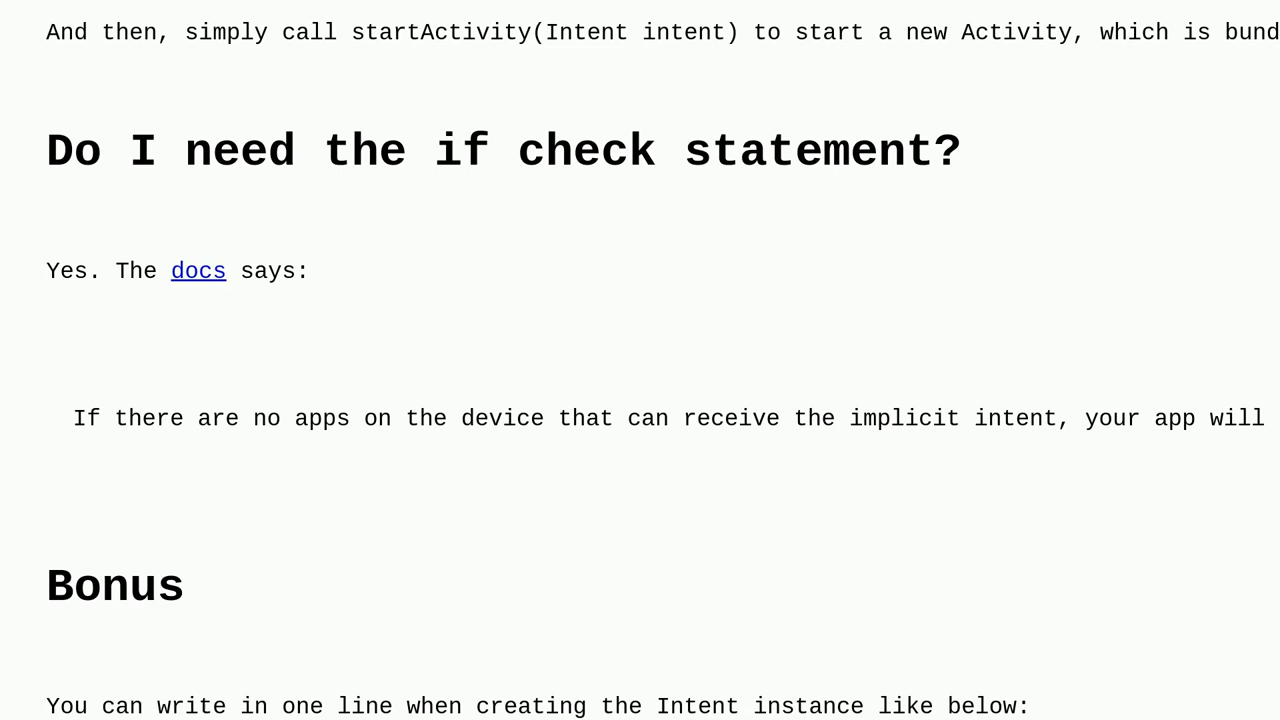 And then, simply call startActivity(Intent intent) to start a new Activity, which is bund
Do I need the if check statement?
Yes. The docs says:
If there are no apps on the device that can receive the implicit intent, your app will
Bonus
You can write in one line when creating the Intent instance like below: